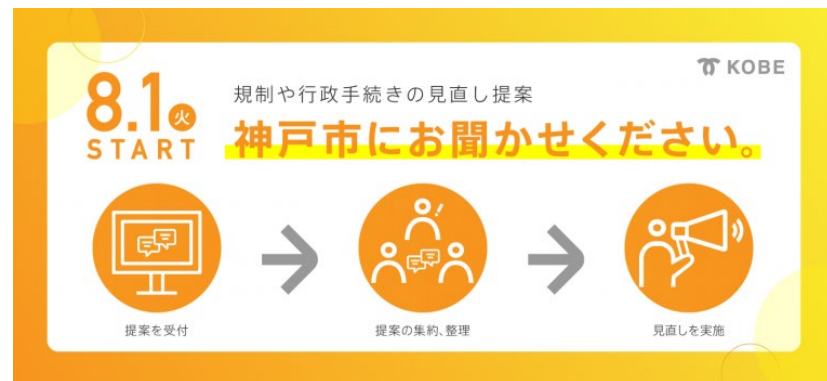 KOBE
8.1火
START
規制や行政手続きの見直し提案
神戸市にお聞かせください。
提案を受付
提案の集約、整理
見直しを実施